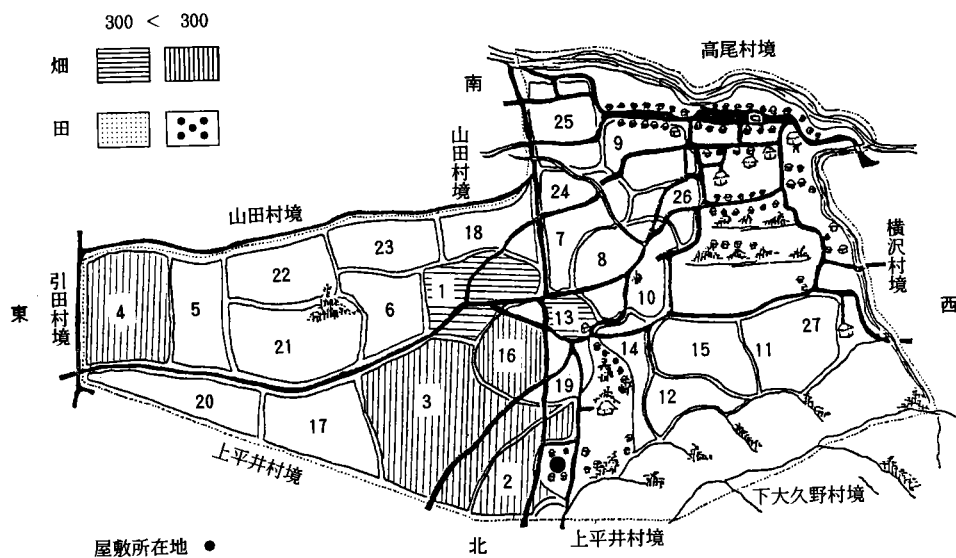 300 < 300
畑
田
高尾村境
南
山田村境
山田村境
横沢村境
引田村境
東
西
25
9
24
26
18
23
7
22
8
1
4
5
6
10
13
27
21
14
15
11
16
19
3
12
20
17
2
上平井村境
下大久野村境
上平井村境
北
屋敷所在地